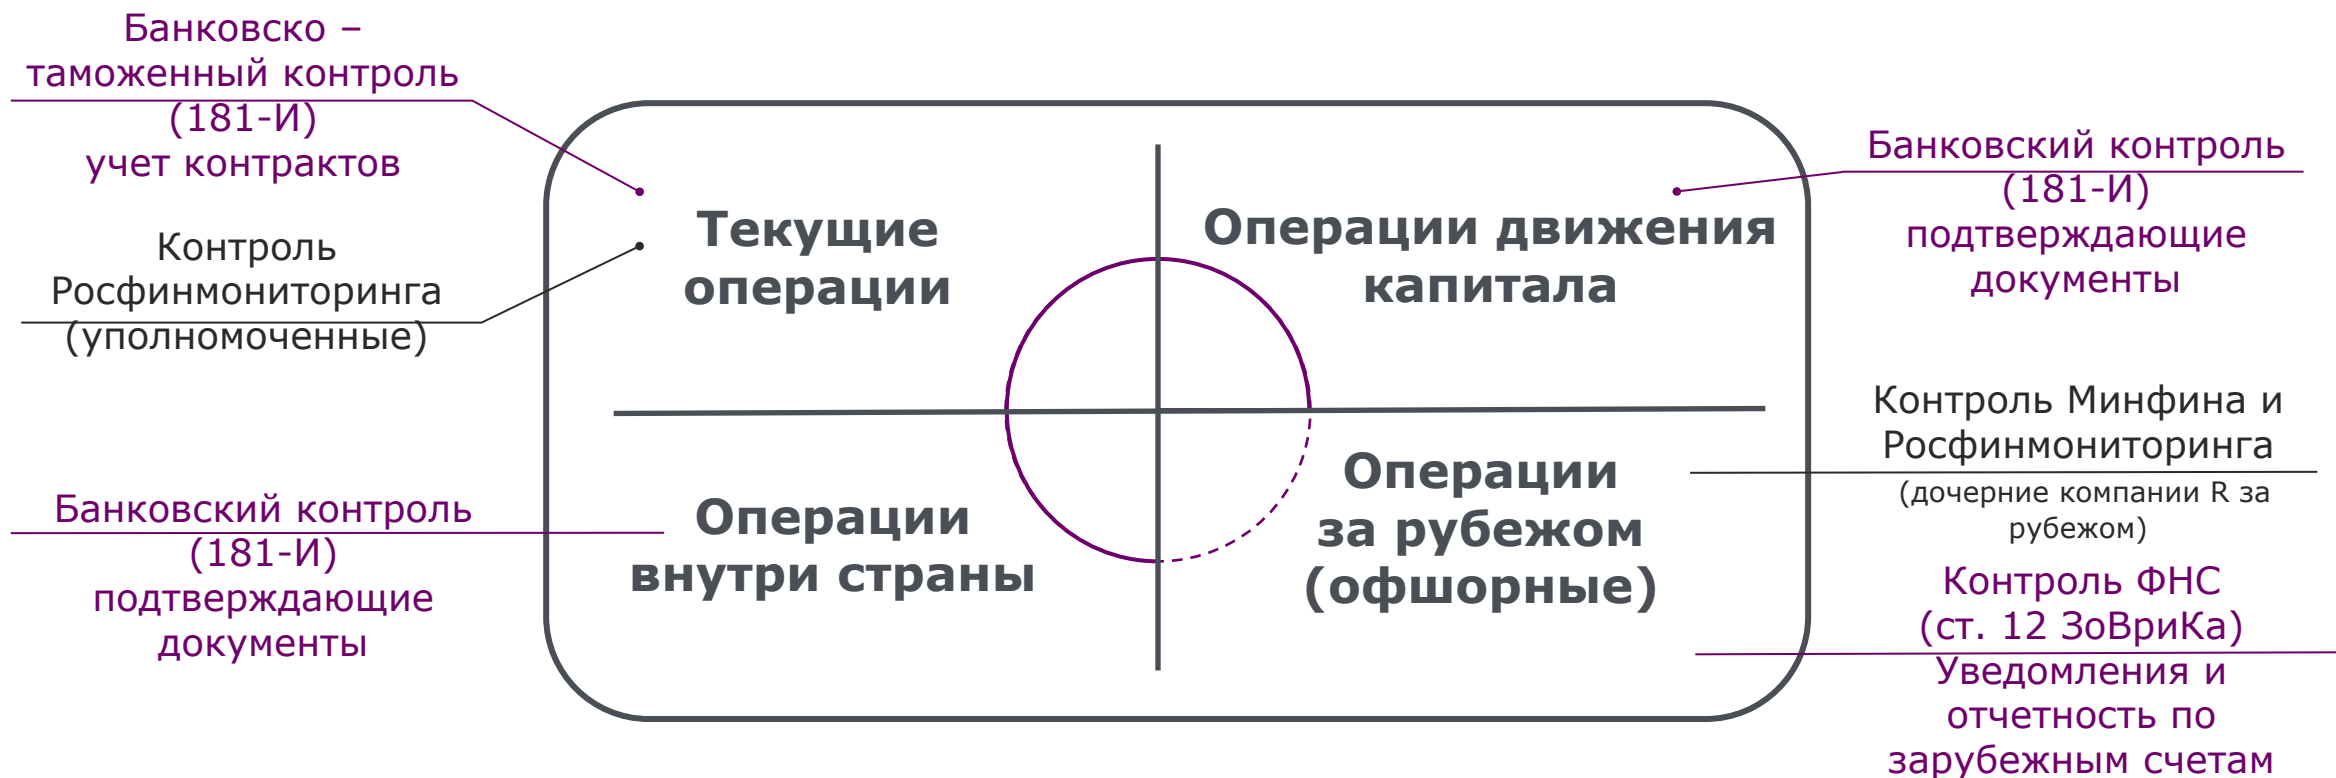 Банковско –
таможенный контроль
(181-И)
учет контрактов
Контроль
Росфинмониторинга
(уполномоченные)
Банковский контроль
(181-И)
подтверждающие
документы
Текущие
операции
Операции движения
капитала
Операции
внутри страны
Операции
за рубежом
(офшорные)
Банковский контроль
(181-И)
подтверждающие
документы
Контроль Минфина и
Росфинмониторинга
(дочерние компании R за
рубежом)
Контроль ФНС
(ст. 12 ЗоВриКа)
Уведомления и
отчетность по
зарубежным счетам